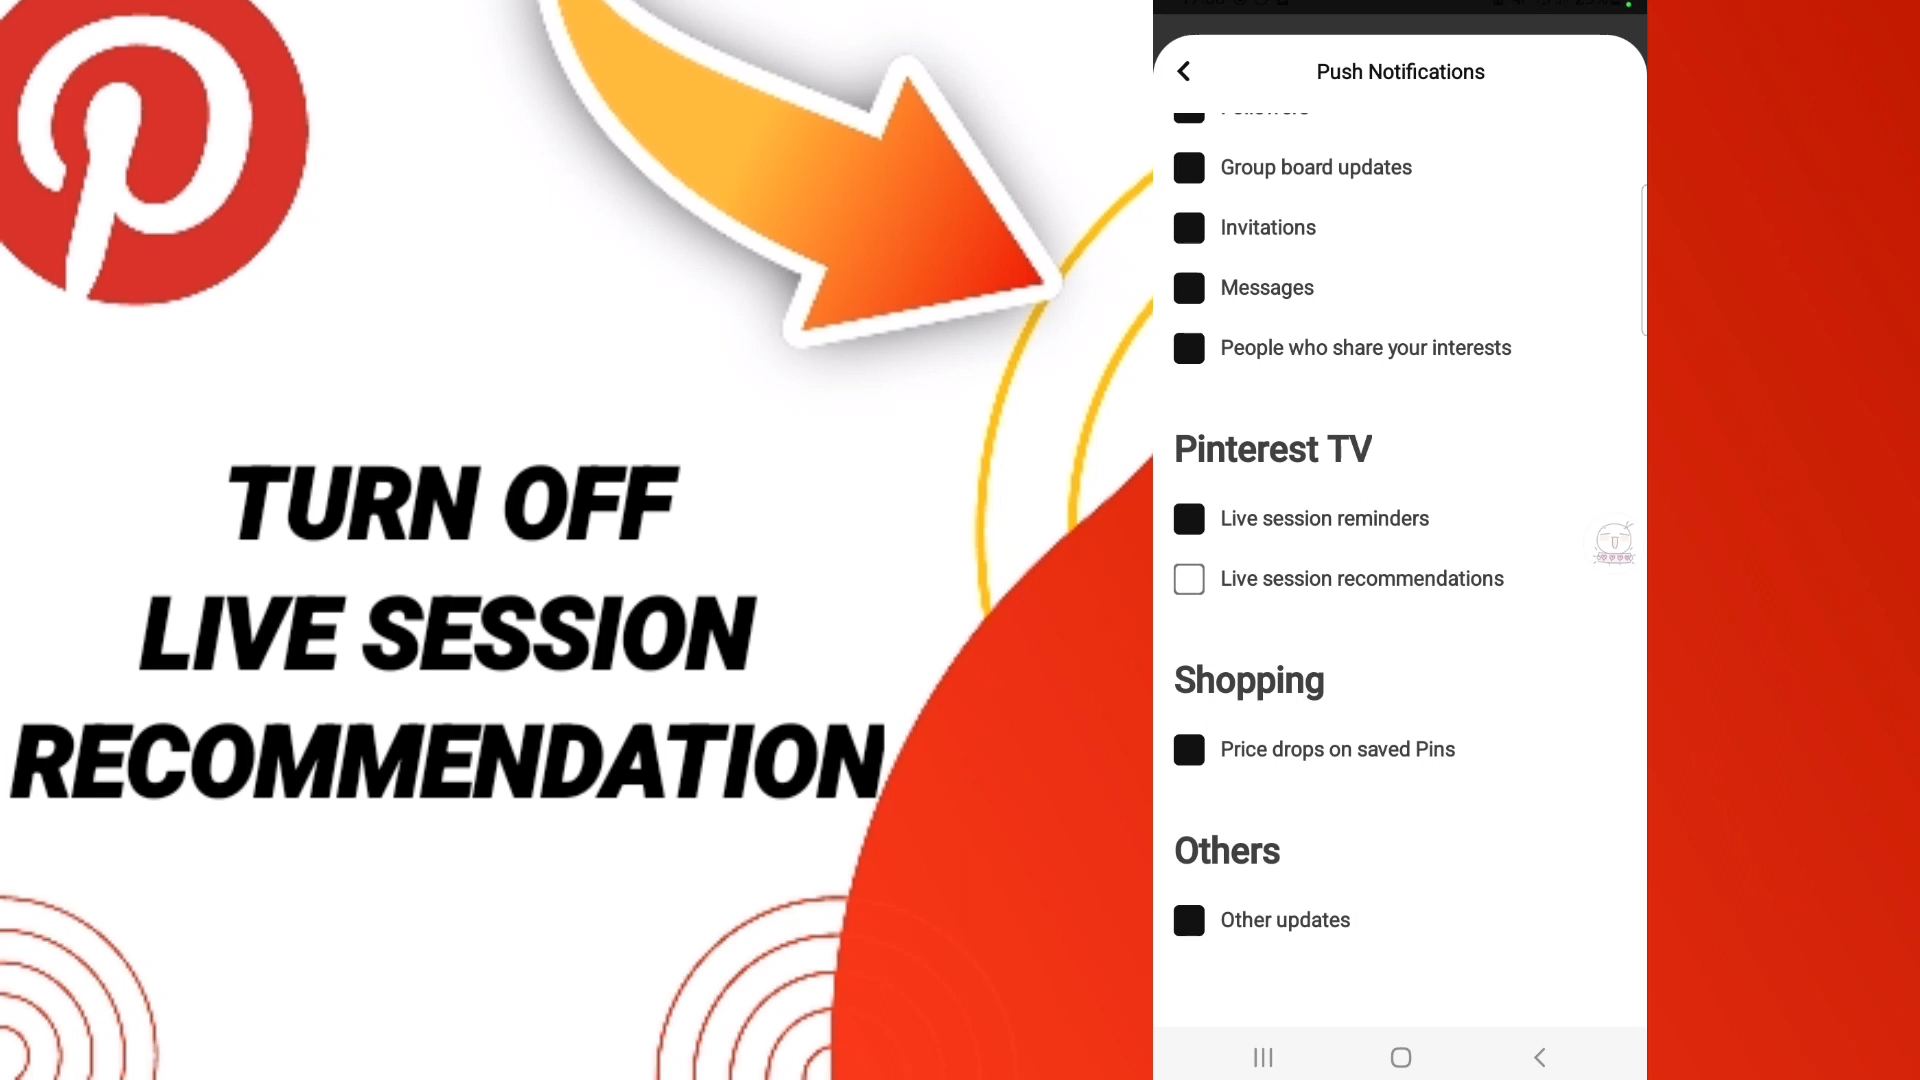 TURN OFF
LIVE SESSION
RECOMMENDATION
Push Notifications
Group board updates
Invitations
Messages
People who share your interests
Pinterest TV
Live session reminders
Live session recommendations
Shopping
Price drops on saved Pins
Others
Other updates